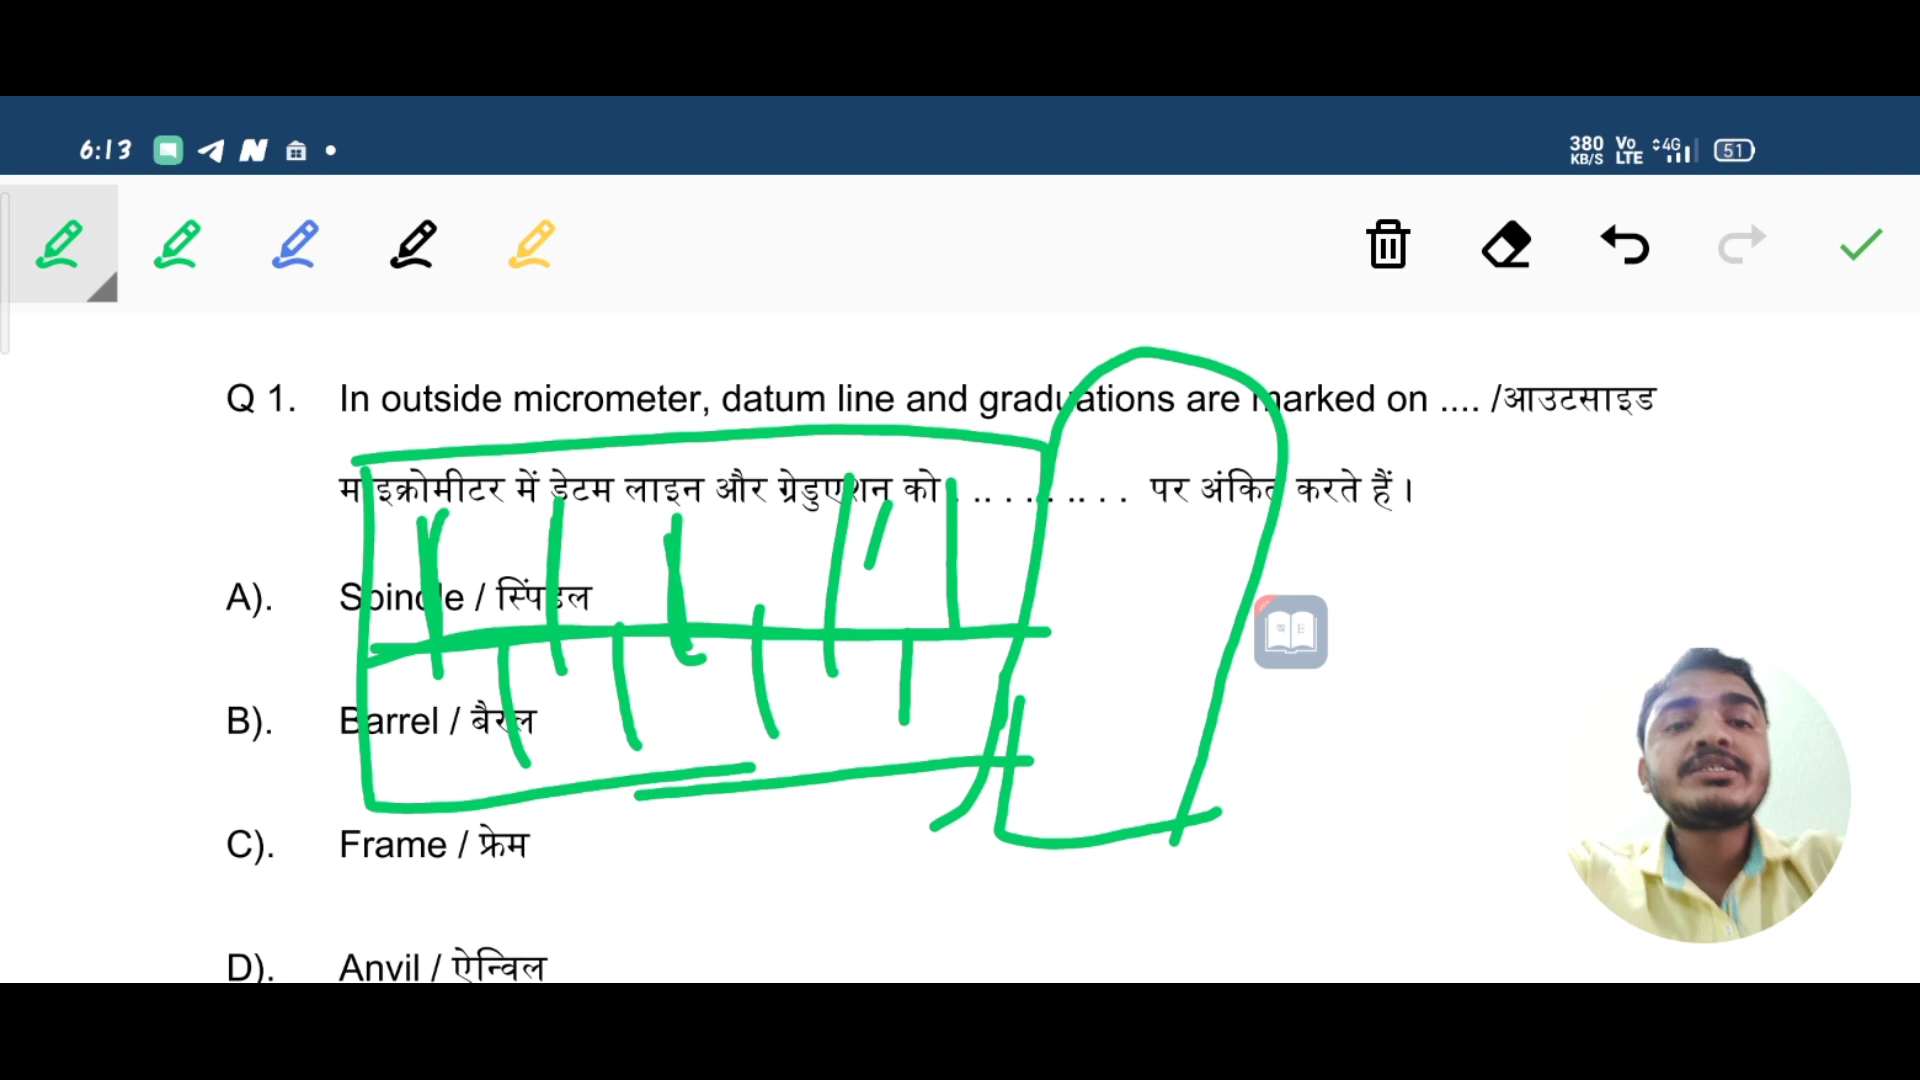 6:13
380 KB/S Vo LTE 4G 51
Q 1. In outside micrometer, datum line and graduations are marked on .... /आउटसाइड
माइक्रोमीटर में डेटम लाइन और ग्रेडुएशन को . .. . .. .. . . पर अंकित करते हैं ।
A). Spindle / स्पिंडल
B). Barrel / बैरल
C). Frame / फ्रेम
D). Anvil / ऐन्विल